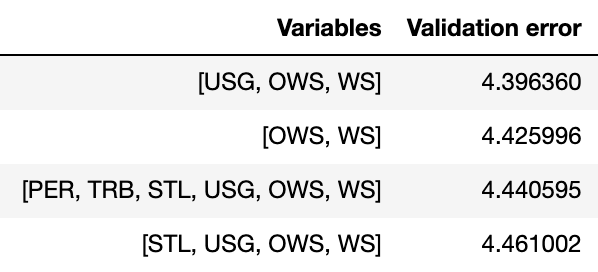 Variables Validation error
[USG, OWS, WS] 4.396360
[OWS, WS] 4.425996
[PER, TRB, STL, USG, OWS, WS] 4.440595
[STL, USG, OWS, WS] 4.461002